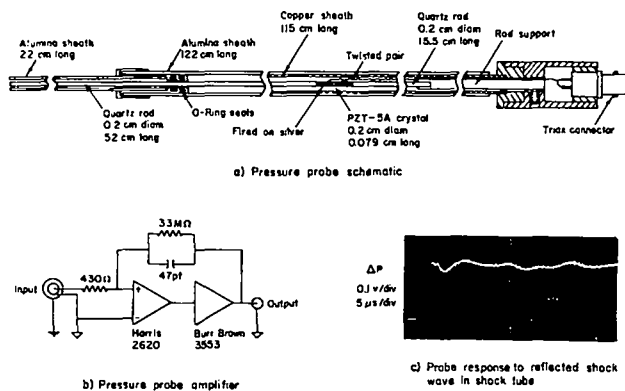 Alumina sheath
22 cm long
Alumina sheath
122 cm long
Copper sheath
115 cm long
Twisted pair
Quartz rod
0.2 cm diam
15.5 cm long
Rod support
Quartz rod
0.2 cm diam
52 cm long
O-Ring seals
Fired on silver
PZT-5A crystal
0.2 cm diam
0.079 cm long
Triax connector
a) Pressure probe schematic
33MΩ
47pf
430Ω
Input
+
−
Harris
2620
Burr Brown
3553
Output
b) Pressure probe amplifier
ΔP
0.1 v/div
5 μs/div
c) Probe response to reflected shock
wave in shock tube